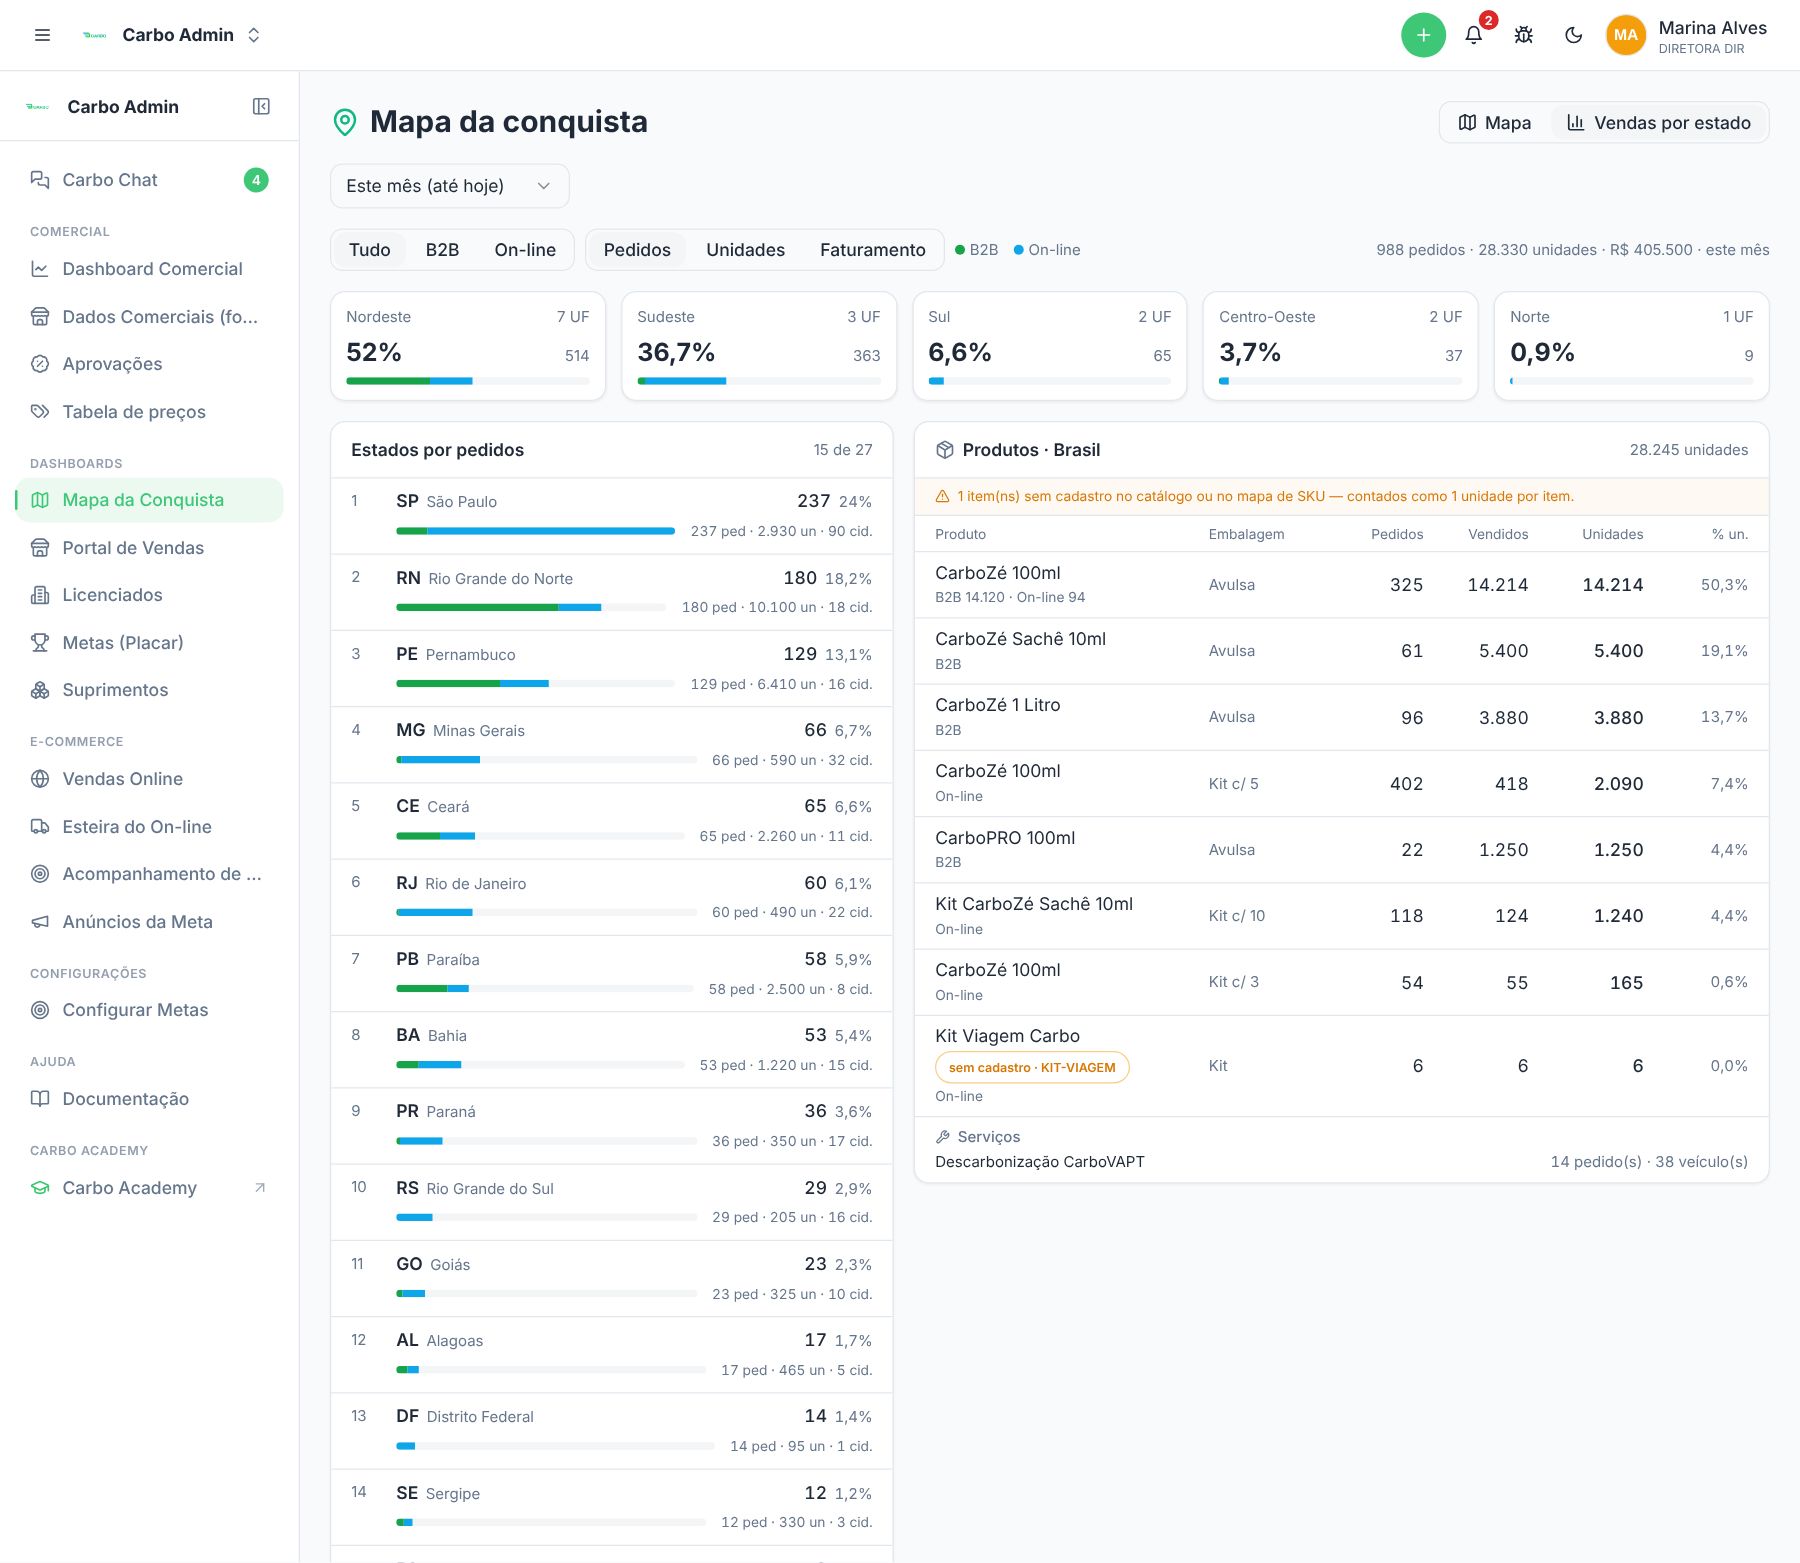 Carbo Admin
2
MA
Marina Alves
DIRETORA DIR
Carbo Admin
Carbo Chat
4
COMERCIAL
Dashboard Comercial
Dados Comerciais (fo...
Aprovações
Tabela de preços
DASHBOARDS
Mapa da Conquista
Portal de Vendas
Licenciados
Metas (Placar)
Suprimentos
E-COMMERCE
Vendas Online
Esteira do On-line
Acompanhamento de ...
Anúncios da Meta
CONFIGURAÇÕES
Configurar Metas
AJUDA
Documentação
CARBO ACADEMY
Carbo Academy
Mapa da conquista
Mapa
Vendas por estado
Este mês (até hoje)
Tudo B2B On-line
Pedidos Unidades Faturamento
B2B On-line
988 pedidos · 28.330 unidades · R$ 405.500 · este mês
Nordeste 7 UF
52% 514
Sudeste 3 UF
36,7% 363
Sul 2 UF
6,6% 65
Centro-Oeste 2 UF
3,7% 37
Norte 1 UF
0,9% 9
Estados por pedidos 15 de 27
1 SP São Paulo 237 24%
237 ped · 2.930 un · 90 cid.
2 RN Rio Grande do Norte 180 18,2%
180 ped · 10.100 un · 18 cid.
3 PE Pernambuco 129 13,1%
129 ped · 6.410 un · 16 cid.
4 MG Minas Gerais 66 6,7%
66 ped · 590 un · 32 cid.
5 CE Ceará 65 6,6%
65 ped · 2.260 un · 11 cid.
6 RJ Rio de Janeiro 60 6,1%
60 ped · 490 un · 22 cid.
7 PB Paraíba 58 5,9%
58 ped · 2.500 un · 8 cid.
8 BA Bahia 53 5,4%
53 ped · 1.220 un · 15 cid.
9 PR Paraná 36 3,6%
36 ped · 350 un · 17 cid.
10 RS Rio Grande do Sul 29 2,9%
29 ped · 205 un · 16 cid.
11 GO Goiás 23 2,3%
23 ped · 325 un · 10 cid.
12 AL Alagoas 17 1,7%
17 ped · 465 un · 5 cid.
13 DF Distrito Federal 14 1,4%
14 ped · 95 un · 1 cid.
14 SE Sergipe 12 1,2%
12 ped · 330 un · 3 cid.
Produtos · Brasil 28.245 unidades
1 item(ns) sem cadastro no catálogo ou no mapa de SKU — contados como 1 unidade por item.
Produto Embalagem Pedidos Vendidos Unidades % un.
CarboZé 100ml
B2B 14.120 · On-line 94
Avulsa 325 14.214 14.214 50,3%
CarboZé Sachê 10ml
B2B
Avulsa 61 5.400 5.400 19,1%
CarboZé 1 Litro
B2B
Avulsa 96 3.880 3.880 13,7%
CarboZé 100ml
On-line
Kit c/ 5 402 418 2.090 7,4%
CarboPRO 100ml
B2B
Avulsa 22 1.250 1.250 4,4%
Kit CarboZé Sachê 10ml
On-line
Kit c/ 10 118 124 1.240 4,4%
CarboZé 100ml
On-line
Kit c/ 3 54 55 165 0,6%
Kit Viagem Carbo
sem cadastro · KIT-VIAGEM
On-line
Kit 6 6 6 0,0%
Serviços
Descarbonização CarboVAPT 14 pedido(s) · 38 veículo(s)